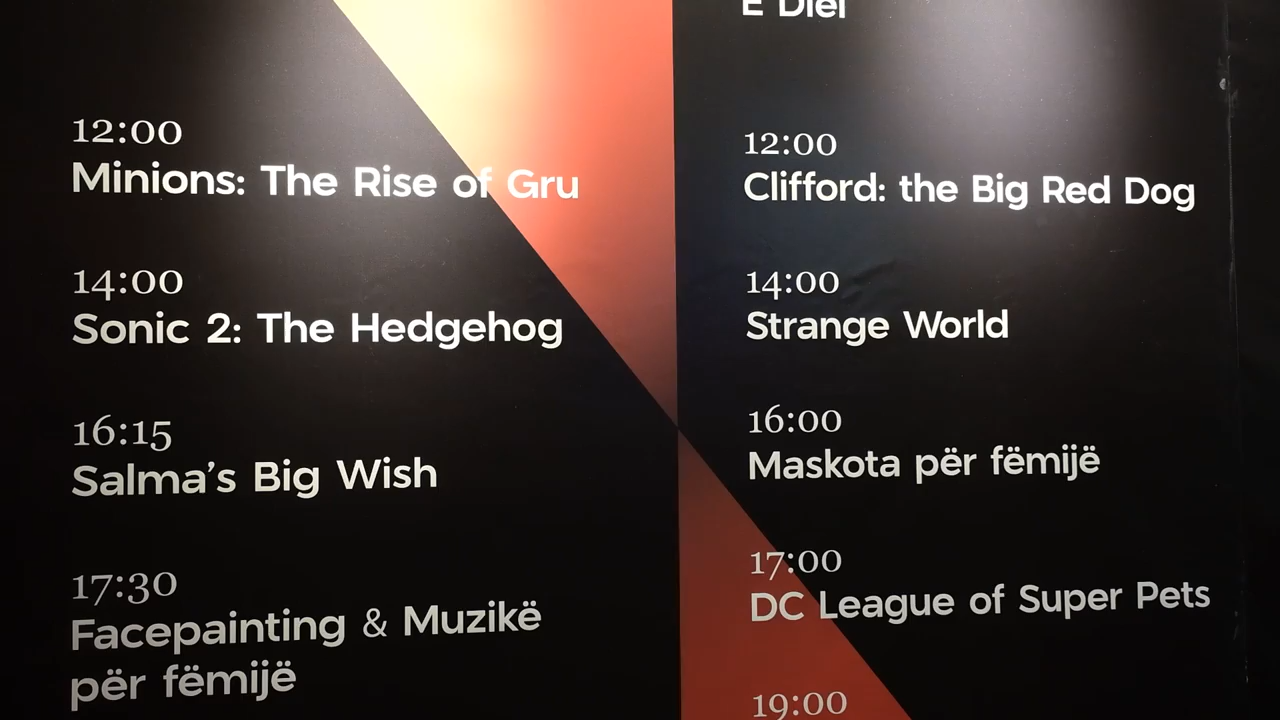 12:00
Minions: The Rise of Gru
14:00
Sonic 2: The Hedgehog
16:15
Salma's Big Wish
17:30
Facepainting & Muzikë
për fëmijë
E Diel
12:00
Clifford: the Big Red Dog
14:00
Strange World
16:00
Maskota për fëmijë
17:00
DC League of Super Pets
19:00